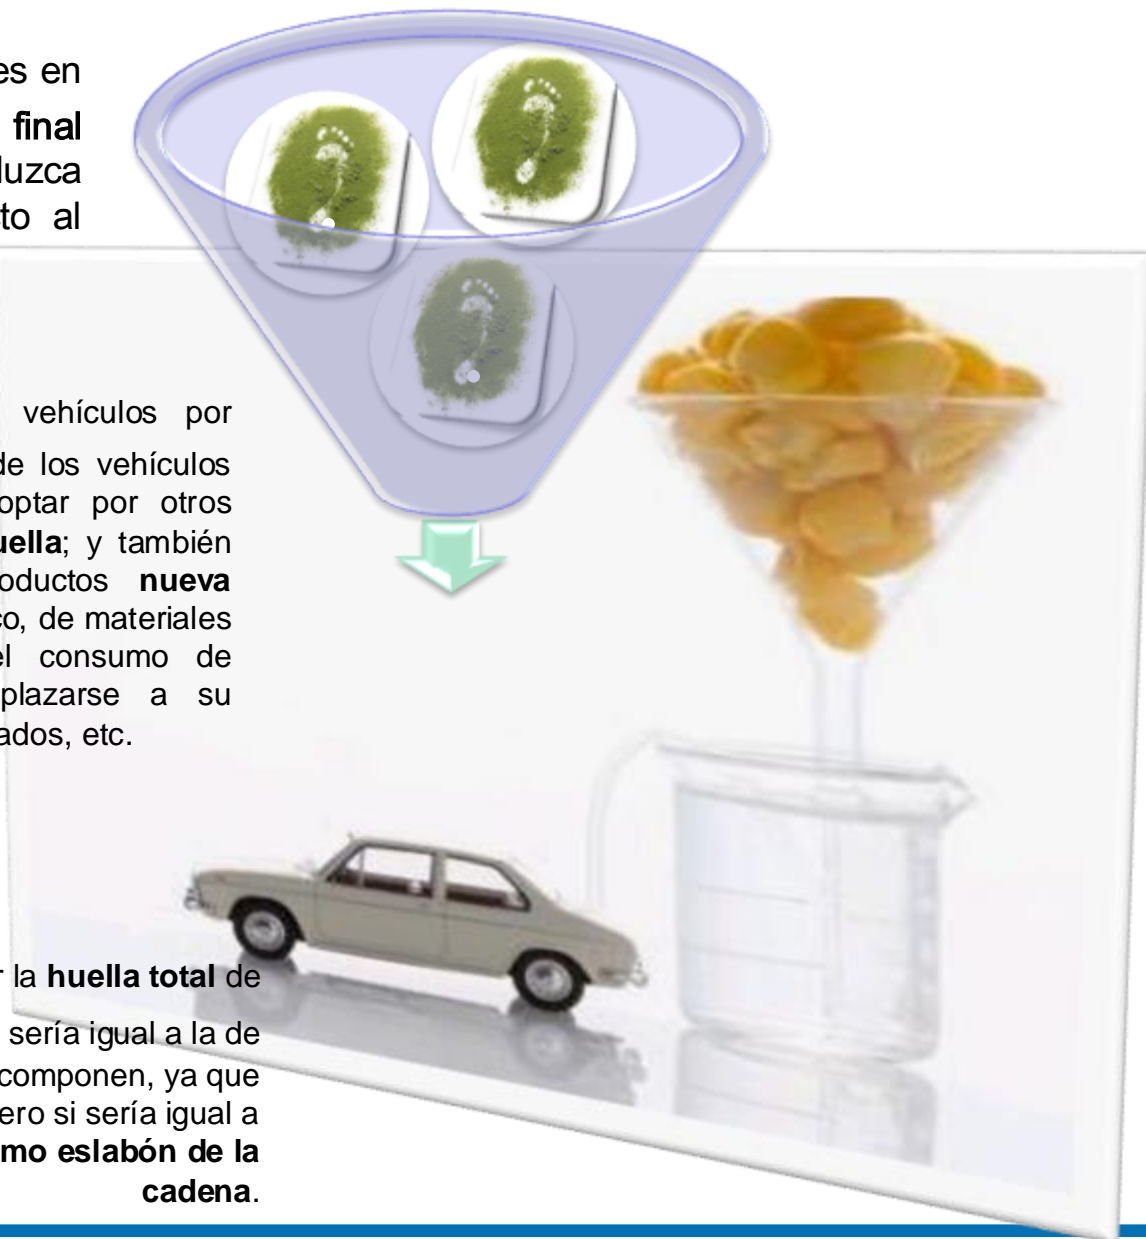 es en
final
luzca
to al
vehículos por
de los vehículos
optar por otros
uella; y también
oductos nueva
co, de materiales
el consumo de
plazarse a su
ados, etc.
r la huella total de
sería igual a la de
componen, ya que
ero si sería igual a
mo eslabón de la
cadena.